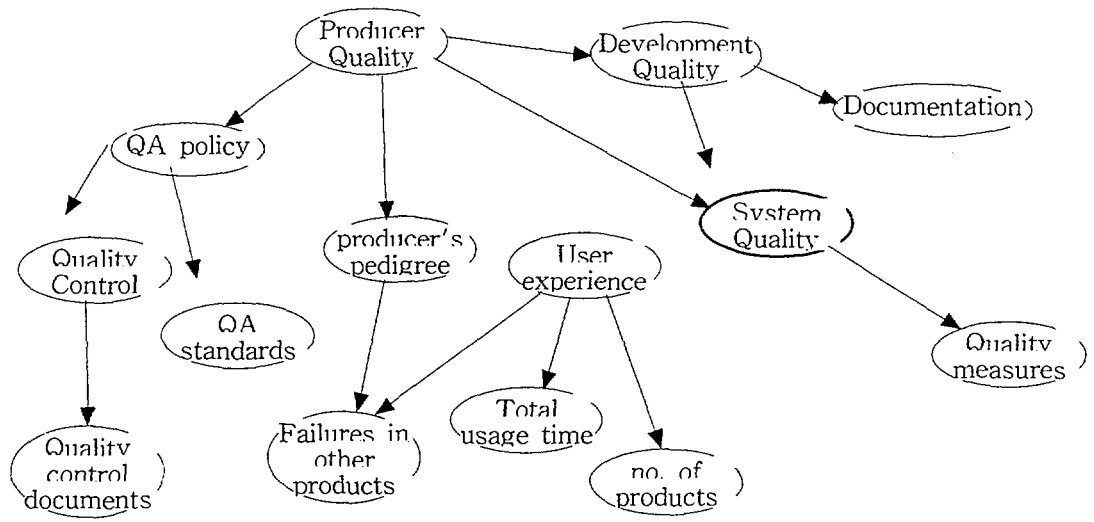 Producer
Quality
Development
Quality
Documentation
QA policy
System
Quality
producer's
pedigree
User
experience
Quality
Control
QA
standards
Quality
measures
Total
usage time
Failures in
other
products
Quality
control
documents
no. of
products